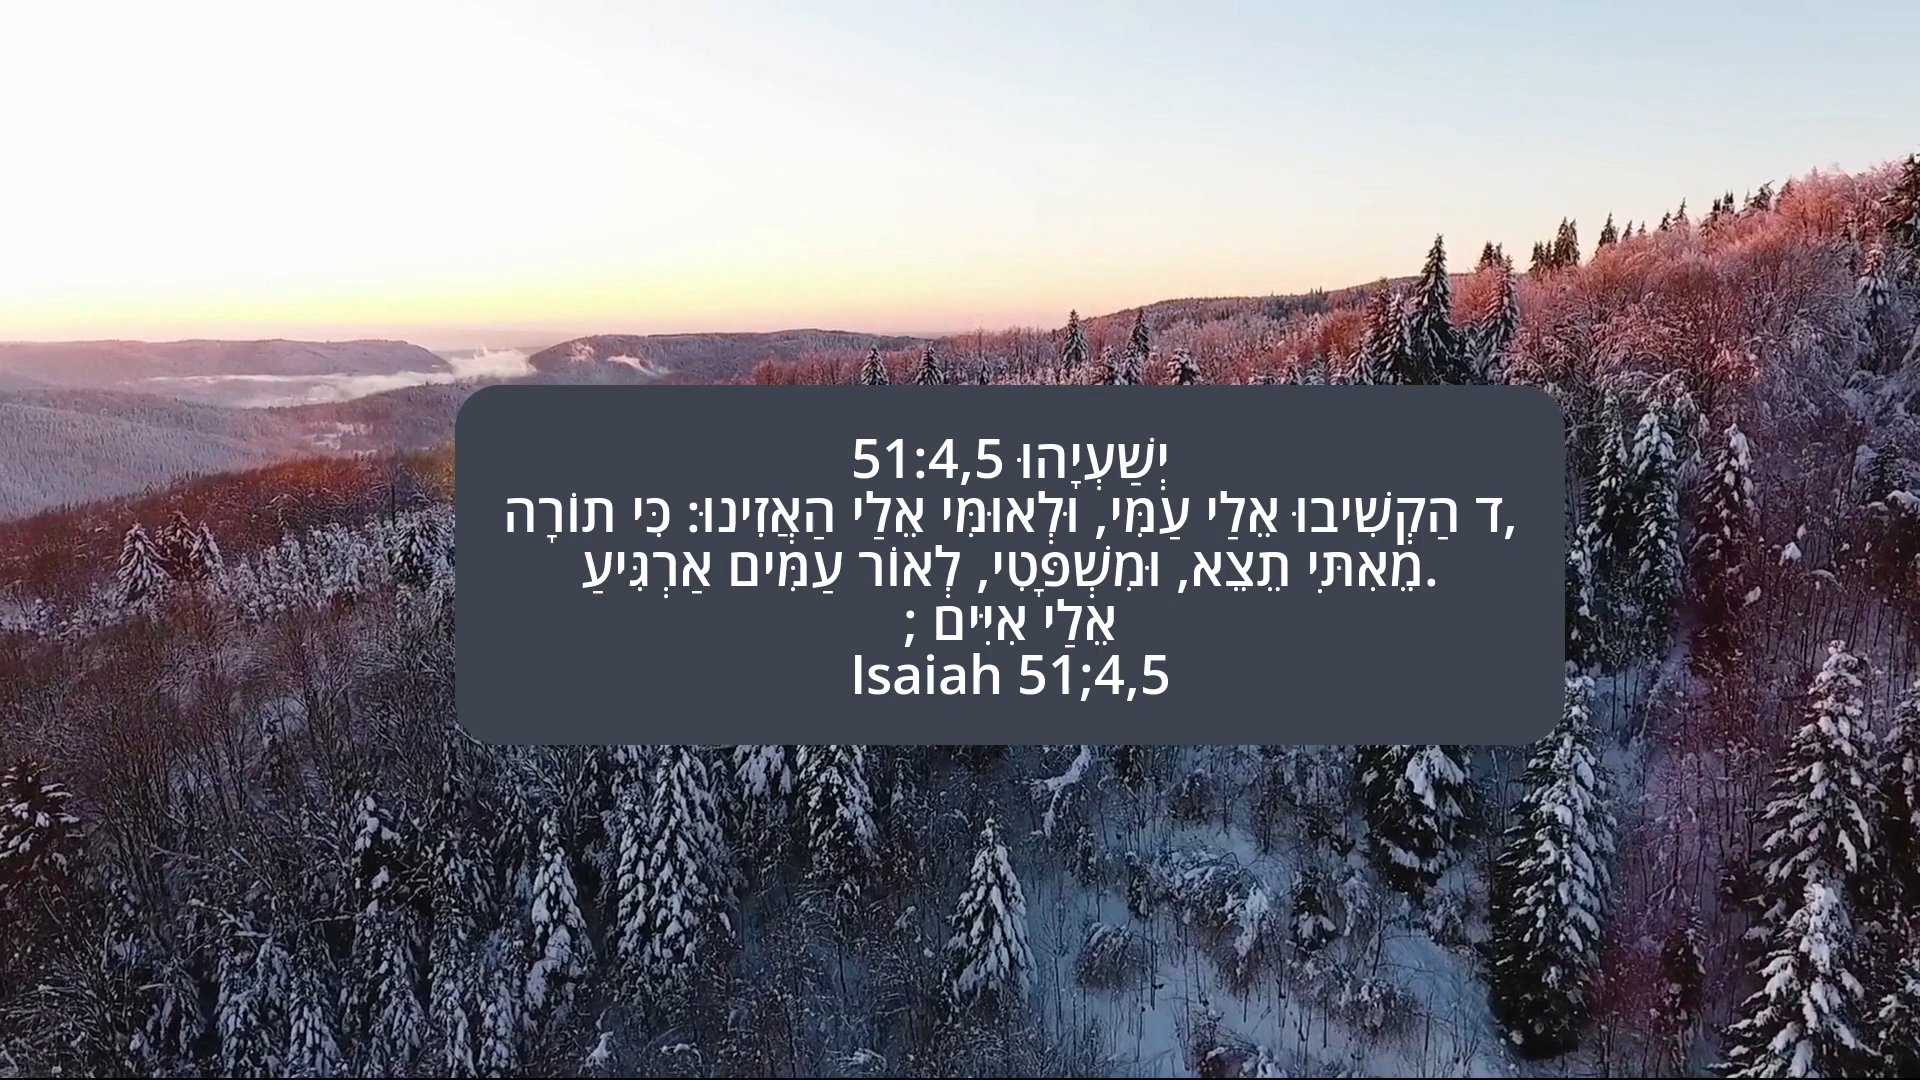 יְשַׁעְיָהוּ 51:4,5
ד הַקְשִׁיבוּ אֵלַי עַמִּי, וּלְאוּמִּי אֵלַי הַאֲזִינוּ: כִּי תוֹרָה,
מֵאִתִּי תֵצֵא, וּמִשְׁפָּטִי, לְאוֹר עַמִּים אַרְגִּיעַ.
אֵלַי אִיִּים ;
Isaiah 51;4,5